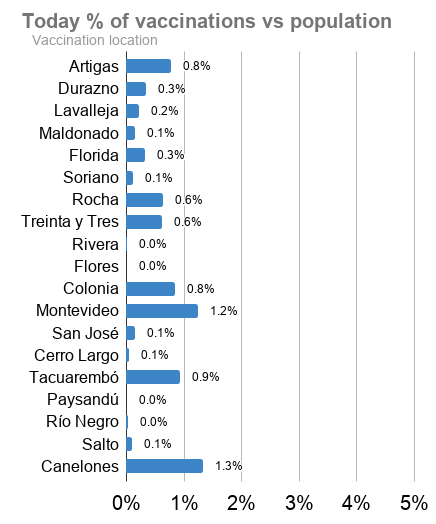 Today % of vaccinations vs population
Vaccination location
Artigas 0.8%
Durazno 0.3%
Lavalleja 0.2%
Maldonado 0.1%
Florida 0.3%
Soriano 0.1%
Rocha 0.6%
Treinta y Tres 0.6%
Rivera 0.0%
Flores 0.0%
Colonia 0.8%
Montevideo 1.2%
San José 0.1%
Cerro Largo 0.1%
Tacuarembó 0.9%
Paysandú 0.0%
Río Negro 0.0%
Salto 0.1%
Canelones 1.3%
0% 1% 2% 3% 4% 5%